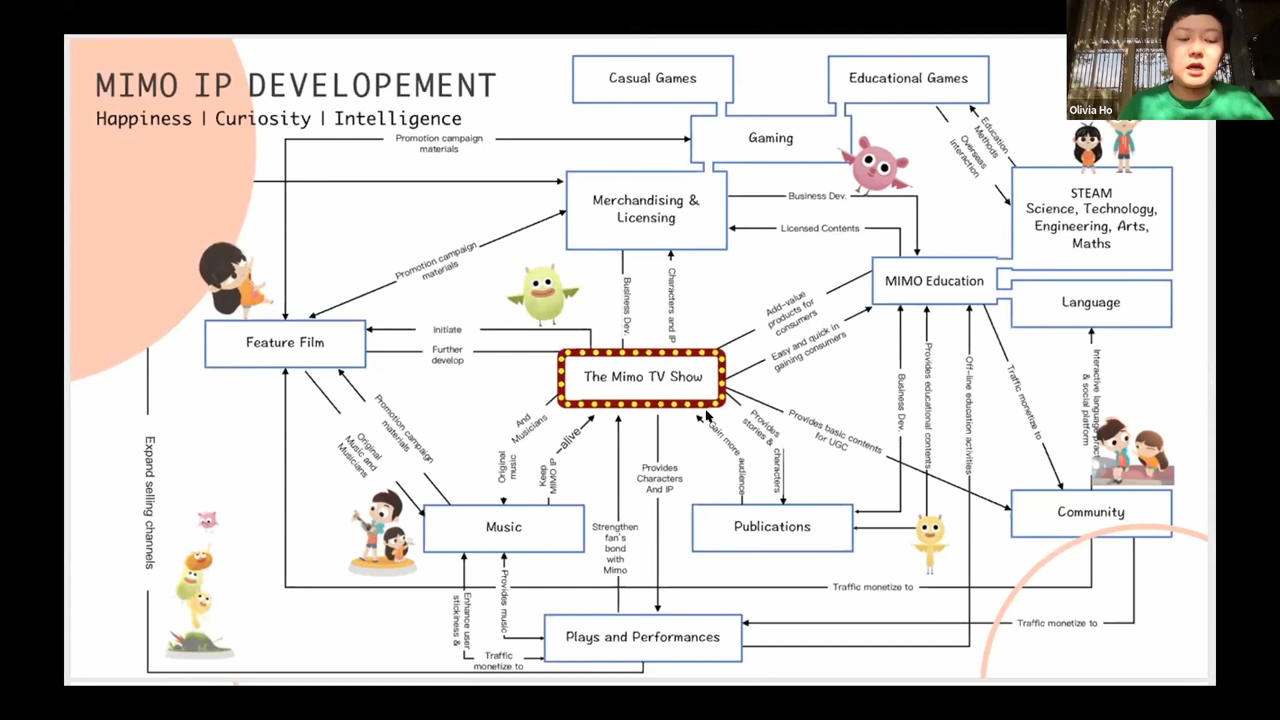 MIMO IP DEVELOPEMENT
Happiness | Curiosity | Intelligence
Olivia Ho
Casual Games
Educational Games
Gaming
Promotion campaign
materials
Education
Methods
Overseas
interaction
STEAM
Science, Technology,
Engineering, Arts,
Maths
Merchandising &
Licensing
Business Dev.
Licensed Contents
Promotion campaign
materials
MIMO Education
Language
Business Dev.
Characters and IP
Add-value
products for
consumers
Easy and quick in
gaining consumers
Feature Film
Initiate
Further
develop
The Mimo TV Show
And
Musicians
Original
music
Keep
MIMO IP
alive
Promotion campaign
materials
Original
Music and
Musicians
Provides
Characters
And IP
Gain more
audience
Provides
stories &
characters
Provides basic contents
for UGC
Business Dev.
Provides educational contents
Off-line education activities
Traffic monetize to
Interactive language
& social platform
Expand selling channels
Music
Strengthen
fan's
bond
with
Mimo
Publications
Community
Traffic monetize to
Enhance user
stickiness &
Provides music
Traffic
monetize to
Plays and Performances
Traffic monetize to